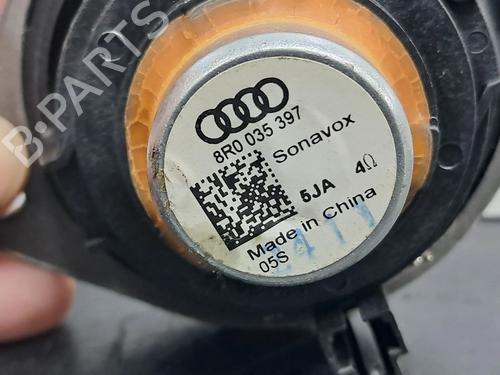 B-PARTS
8R0 035 397
Sonavox
5JA 4Ω
Made in China
05S